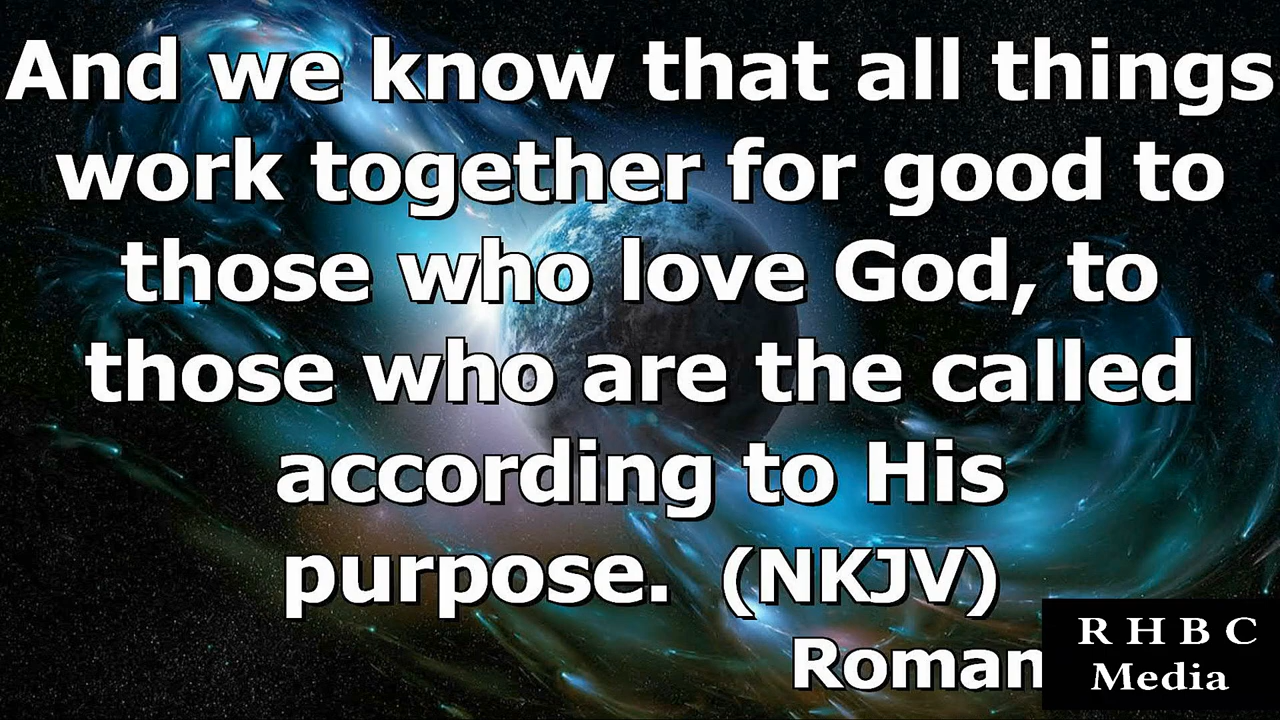 And we know that all things
work together for good to
those who love God, to
those who are the called
according to His
purpose. (NKJV)
Roman
R H B C
Media